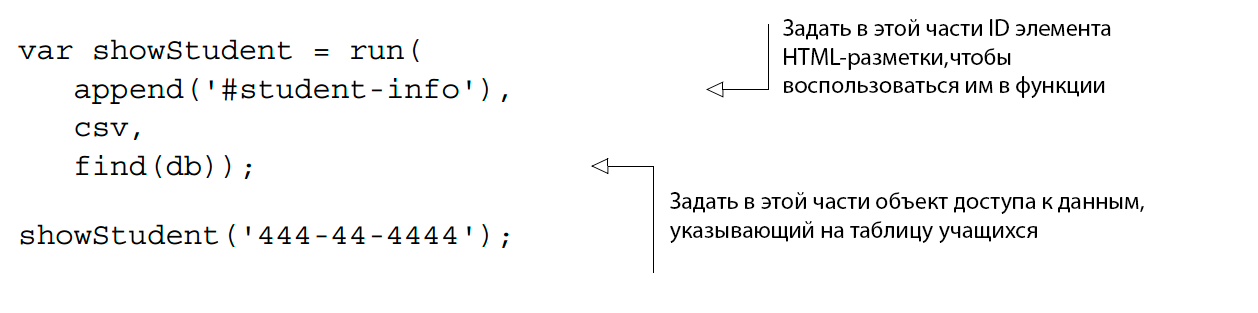 var showStudent = run(
append('#student-info'),
csv,
find(db));
showStudent('444-44-4444');
Задать в этой части ID элемента
HTML-разметки,чтобы
воспользоваться им в функции
Задать в этой части объект доступа к данным,
указывающий на таблицу учащихся